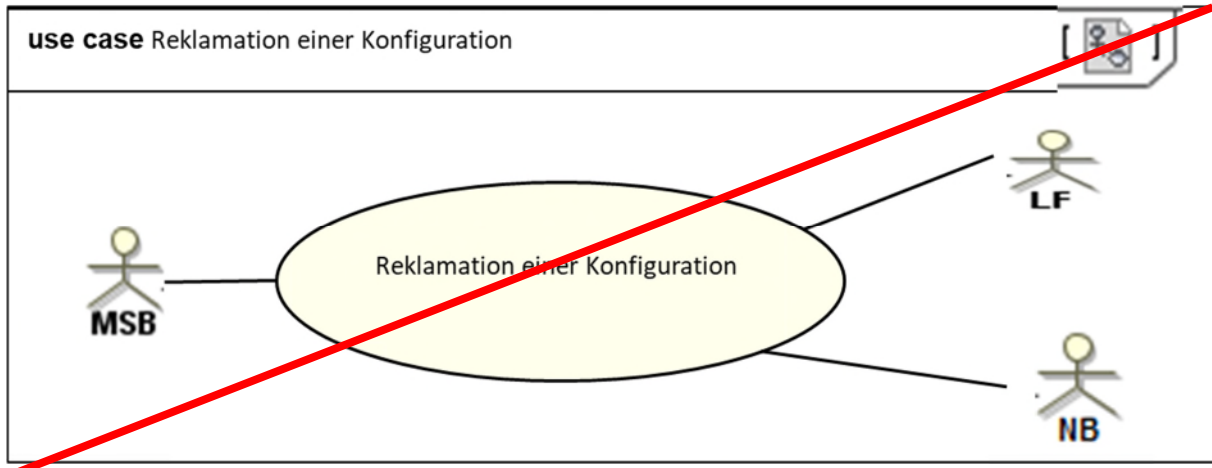 use case Reklamation einer Konfiguration
[ ]
LF
Reklamation einer Konfiguration
MSB
NB